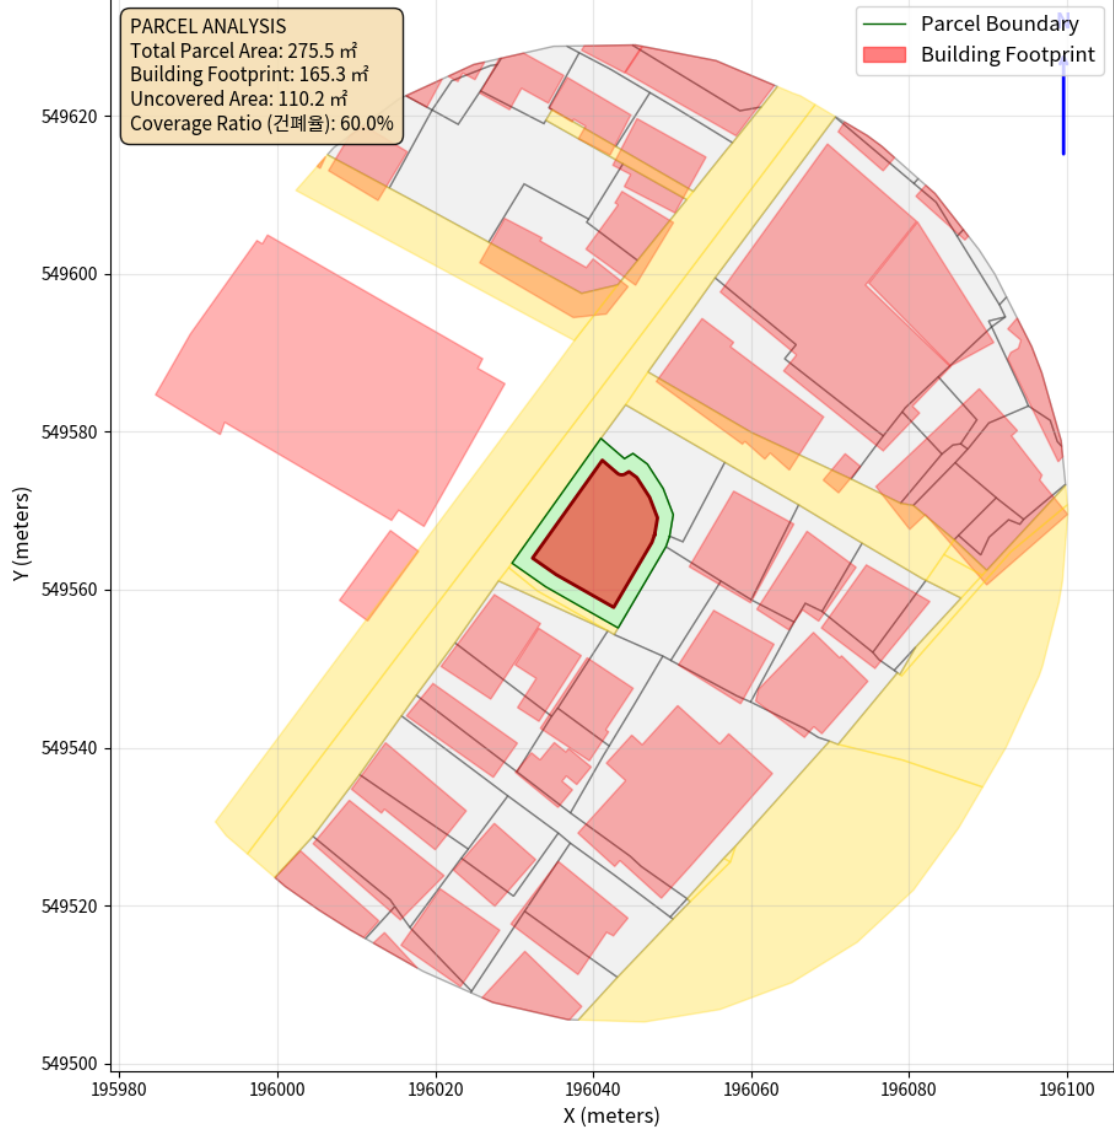 PARCEL ANALYSIS
Total Parcel Area: 275.5 ㎡
Building Footprint: 165.3 ㎡
Uncovered Area: 110.2 ㎡
Coverage Ratio (건폐율): 60.0%
Parcel Boundary
Building Footprint
N
549620
549600
549580
549560
549540
549520
549500
Y (meters)
195980
196000
196020
196040
196060
196080
196100
X (meters)